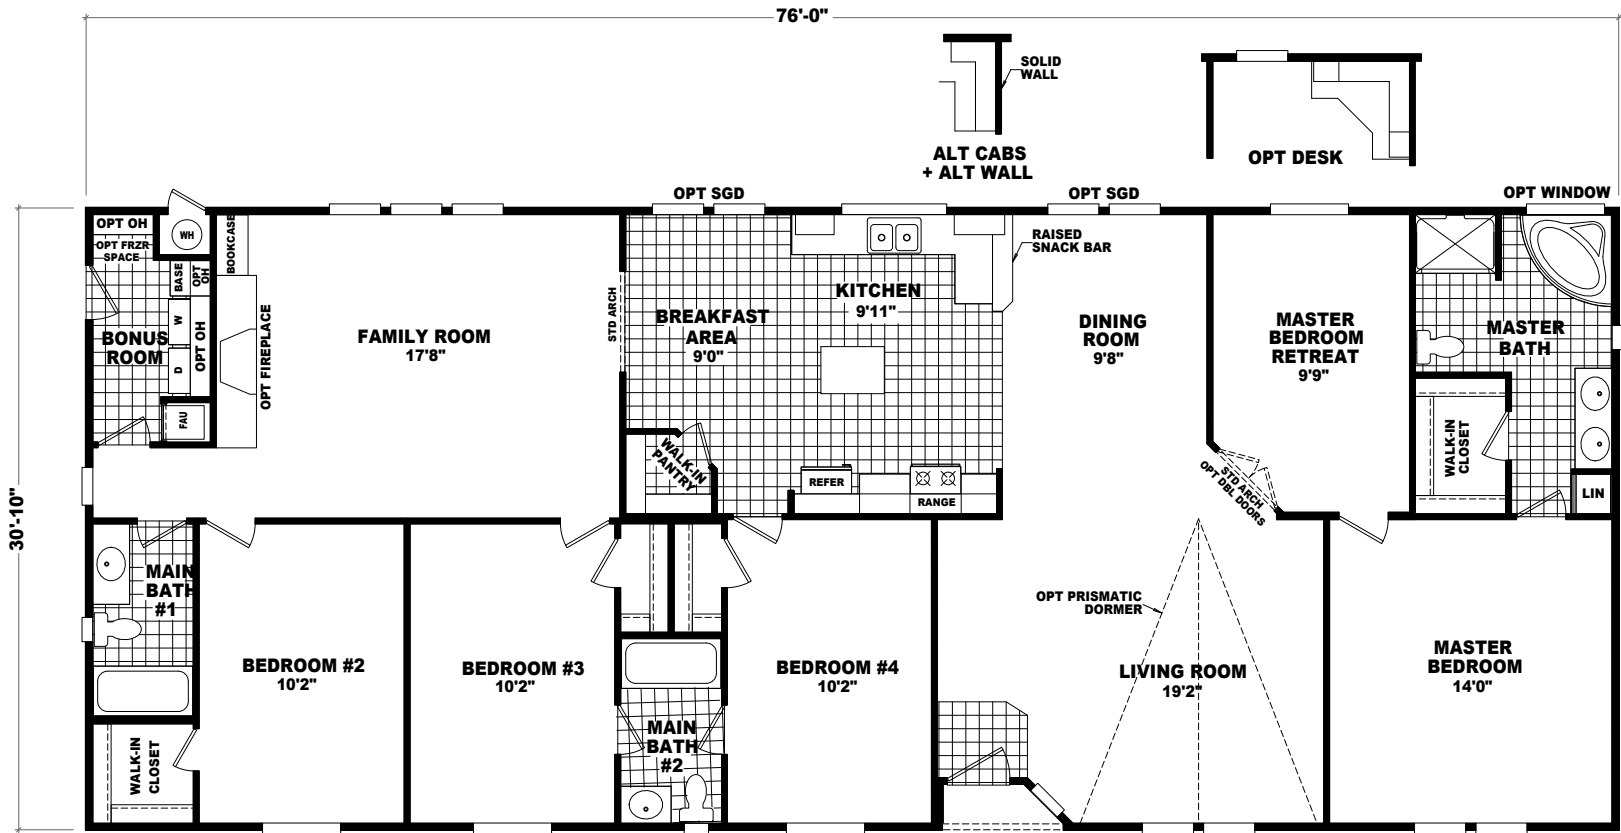 76'-0"
SOLID
WALL
ALT CABS
+ ALT WALL
OPT DESK
OPT SGD
OPT SGD
OPT WINDOW
30'-10"
OPT OH
OPT FRZR
SPACE
WH
BASE
OPT
OH
W
D
OPT OH
FAU
BONUS
ROOM
BOOKCASE
OPT FIREPLACE
FAMILY ROOM
17'8"
STD ARCH
BREAKFAST
AREA
9'0"
KITCHEN
9'11"
RAISED
SNACK BAR
WALK-IN
PANTRY
REFER
RANGE
DINING
ROOM
9'8"
MASTER
BEDROOM
RETREAT
9'9"
STD ARCH
OPT DBL DOORS
MASTER
BATH
WALK-IN
CLOSET
LIN
MAIN
BATH
#1
WALK-IN
CLOSET
BEDROOM #2
10'2"
BEDROOM #3
10'2"
MAIN
BATH
#2
BEDROOM #4
10'2"
OPT PRISMATIC
DORMER
LIVING ROOM
19'2"
MASTER
BEDROOM
14'0"